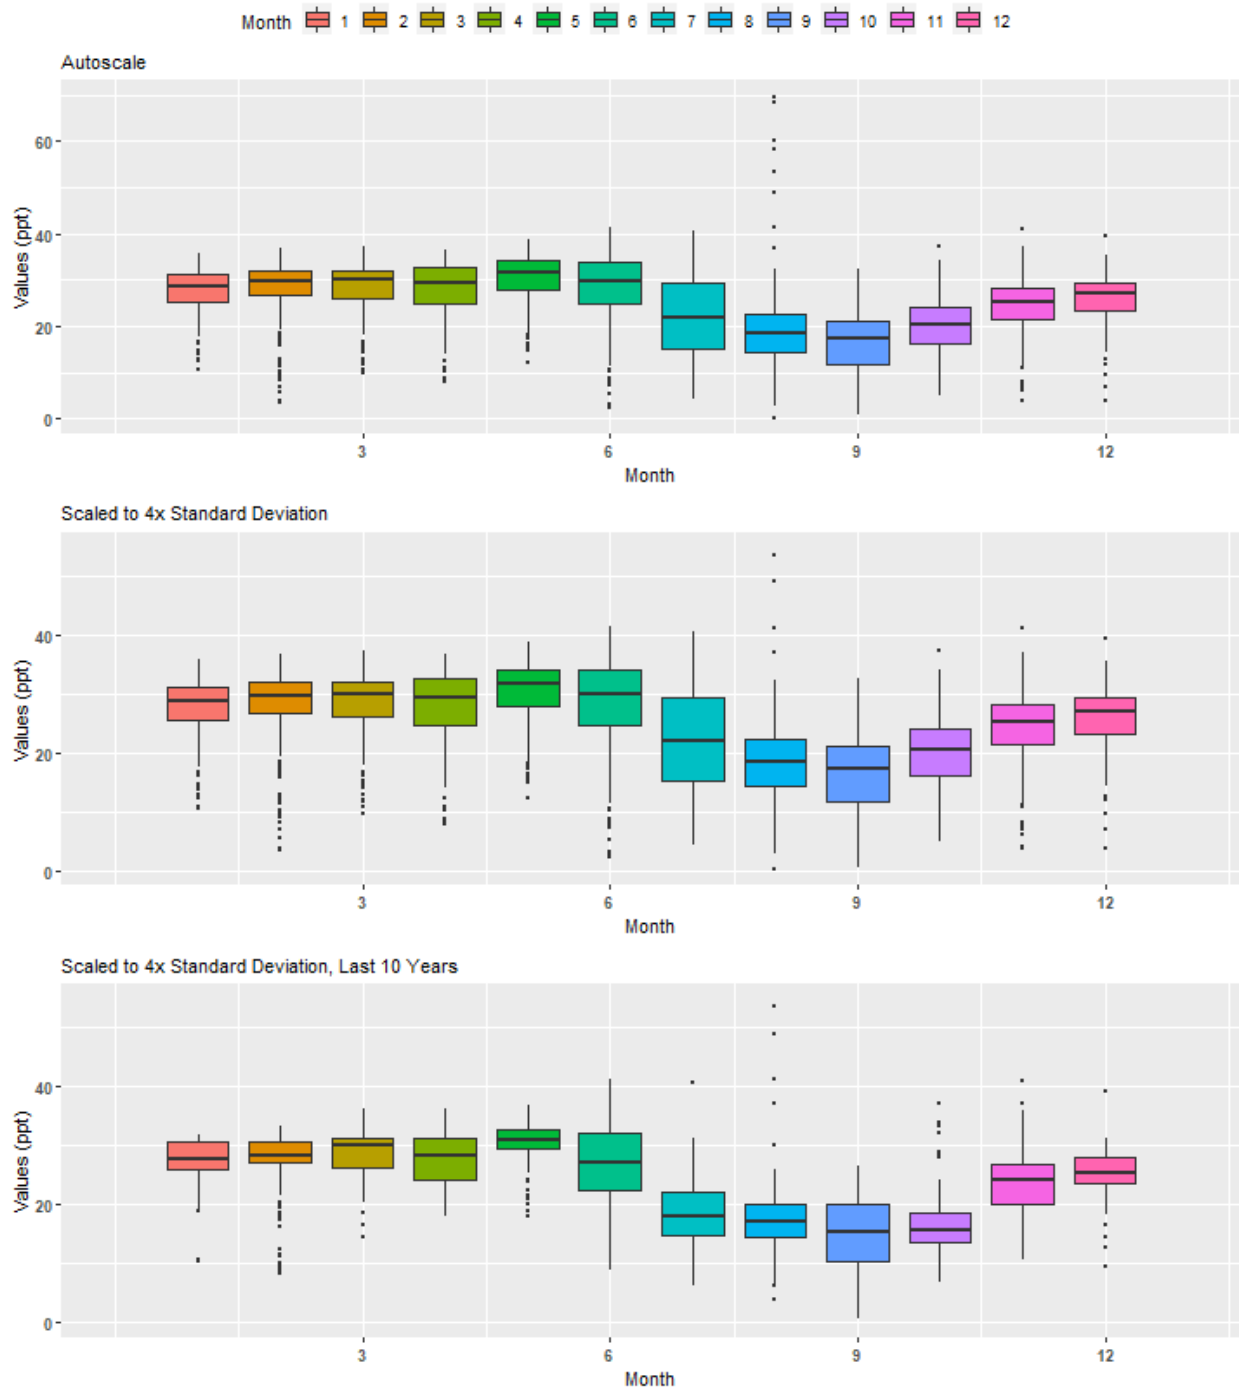 Month 1 2 3 4 5 6 7 8 9 10 11 12
Autoscale
Values (ppt)
60
40
20
0
3 6 9 12
Month
Scaled to 4x Standard Deviation
Values (ppt)
40
20
0
3 6 9 12
Month
Scaled to 4x Standard Deviation, Last 10 Years
Values (ppt)
40
20
0
3 6 9 12
Month